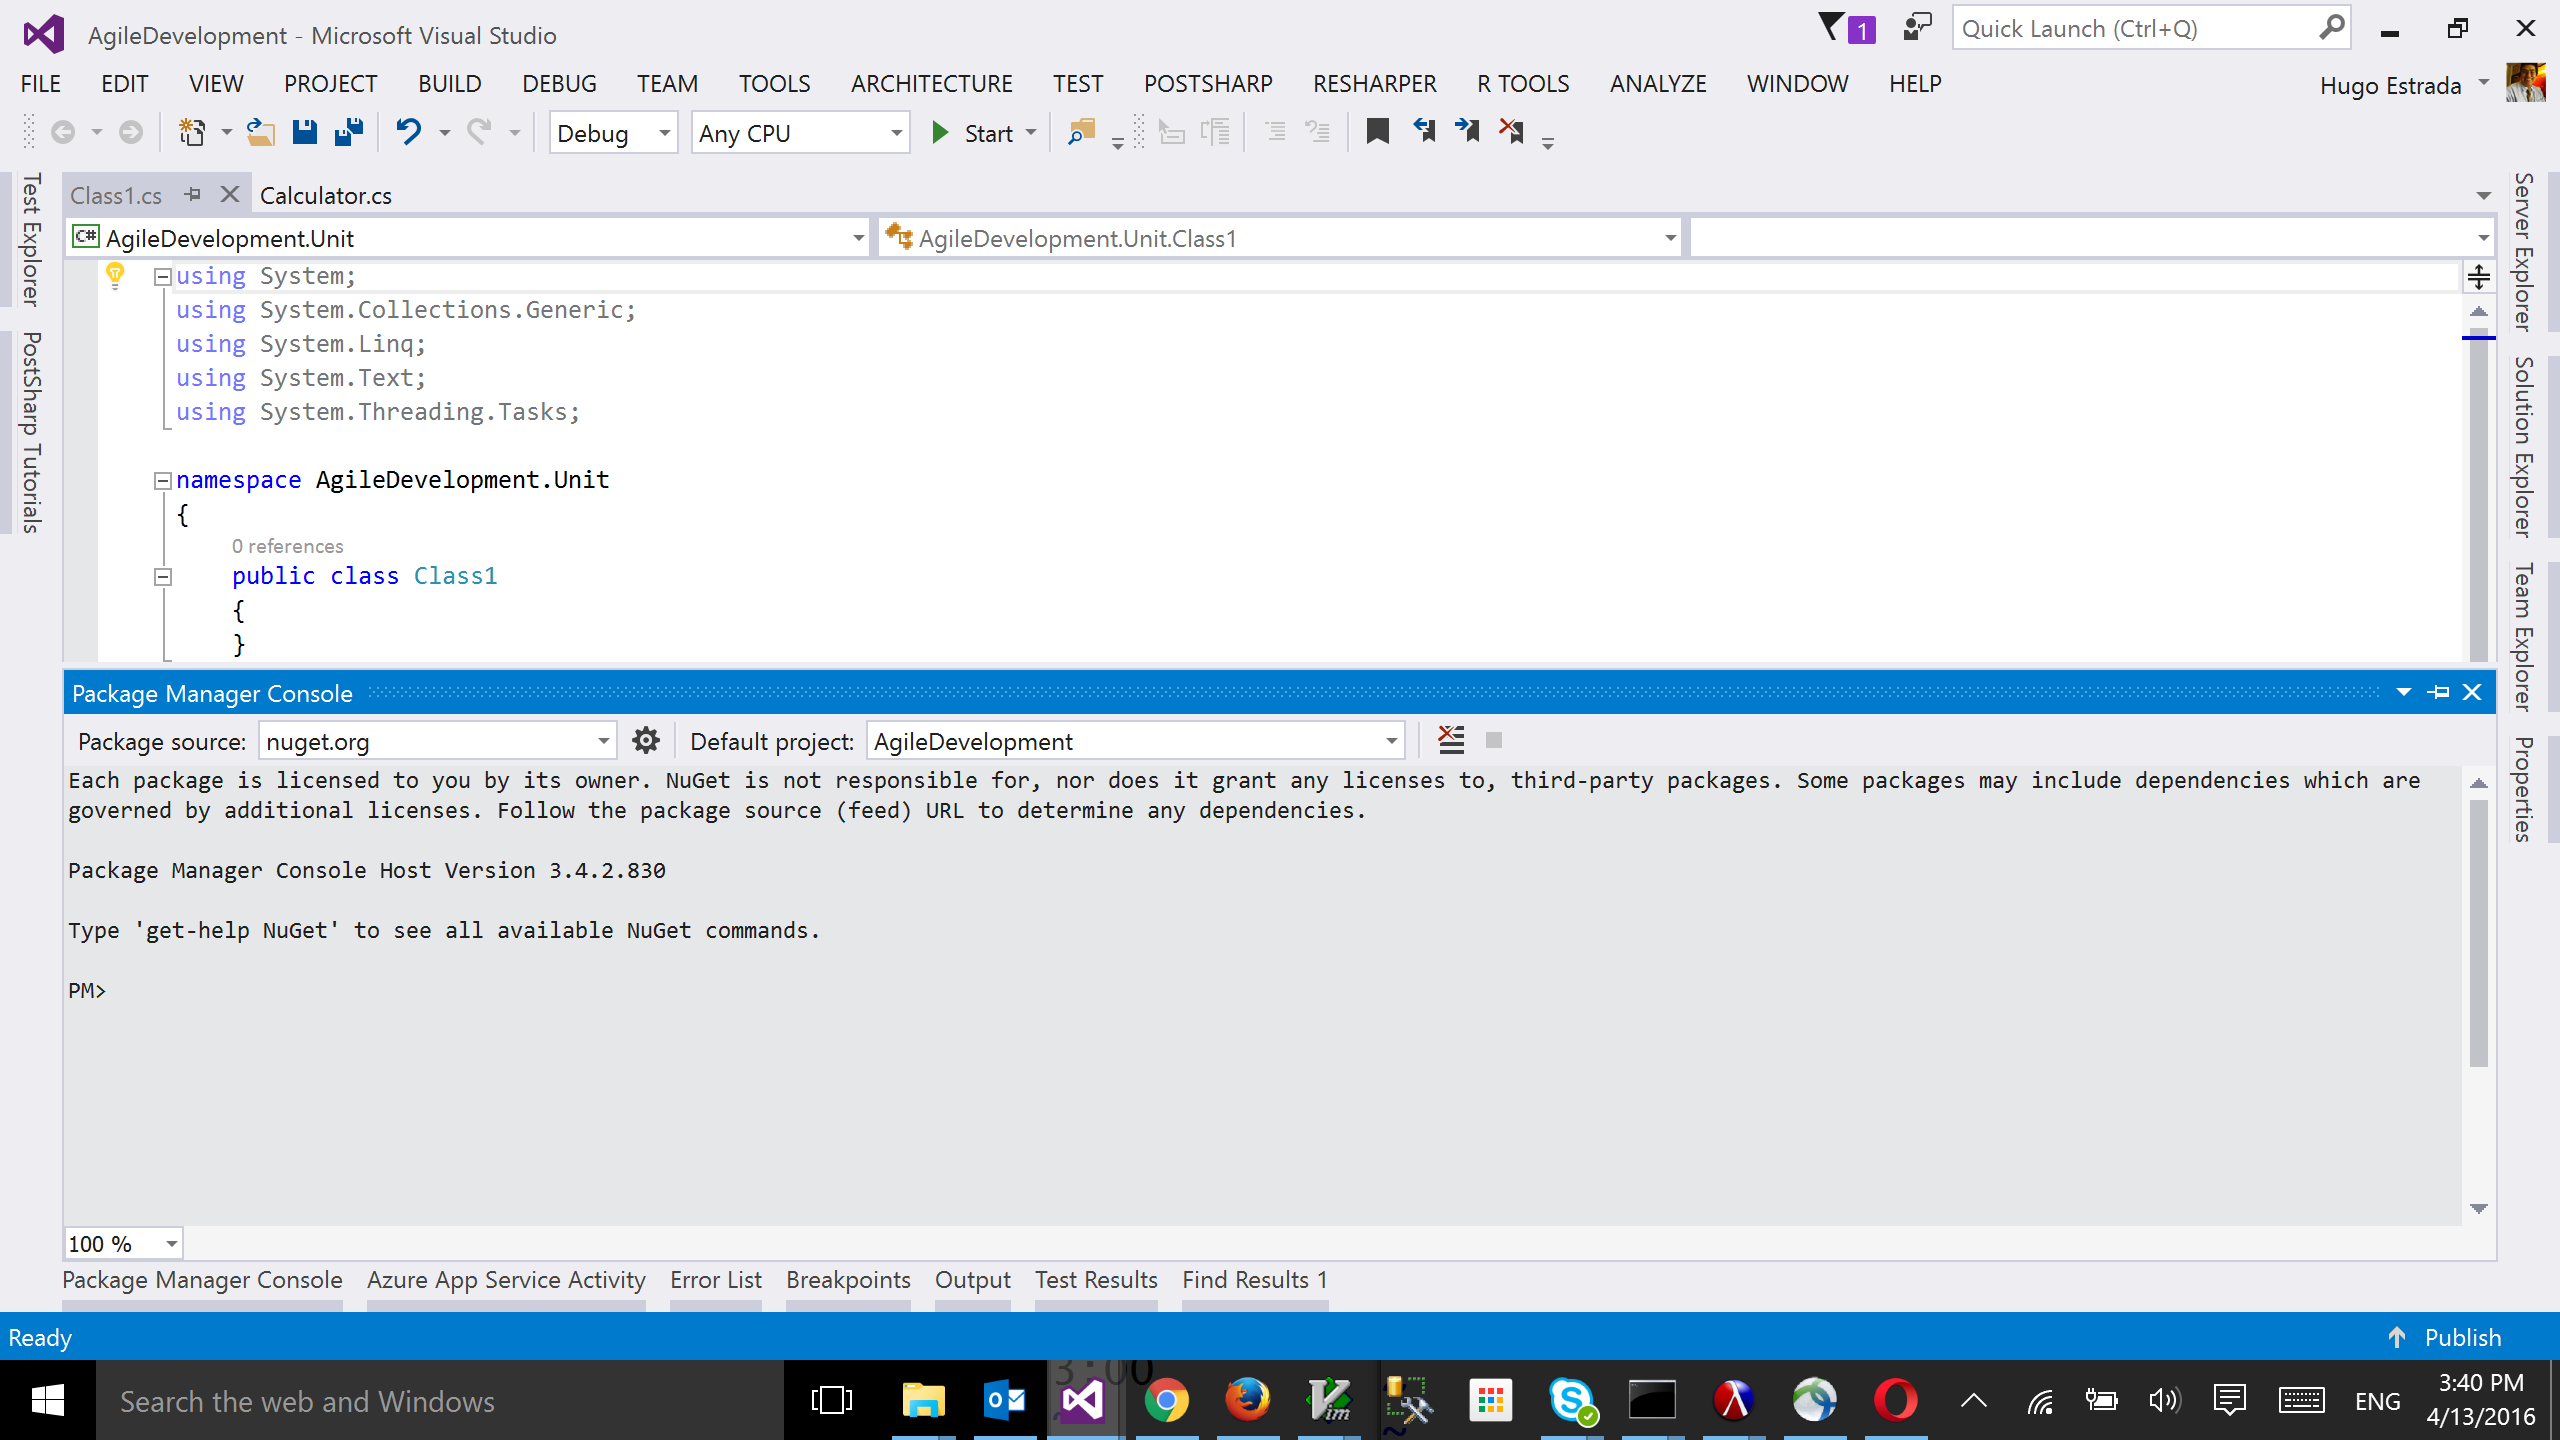 AgileDevelopment - Microsoft Visual Studio
1
Quick Launch (Ctrl+Q)
FILE EDIT VIEW PROJECT BUILD DEBUG TEAM TOOLS ARCHITECTURE TEST POSTSHARP RESHARPER R TOOLS ANALYZE WINDOW HELP
Hugo Estrada
Debug Any CPU Start
Test Explorer
PostSharp Tutorials
Class1.cs Calculator.cs
C# AgileDevelopment.Unit AgileDevelopment.Unit.Class1
using System;
using System.Collections.Generic;
using System.Linq;
using System.Text;
using System.Threading.Tasks;
namespace AgileDevelopment.Unit
{
0 references
public class Class1
{
}
Server Explorer
Solution Explorer
Team Explorer
Properties
Package Manager Console
Package source: nuget.org Default project: AgileDevelopment
Each package is licensed to you by its owner. NuGet is not responsible for, nor does it grant any licenses to, third-party packages. Some packages may include dependencies which are
governed by additional licenses. Follow the package source (feed) URL to determine any dependencies.
Package Manager Console Host Version 3.4.2.830
Type 'get-help NuGet' to see all available NuGet commands.
PM>
100 %
Package Manager Console Azure App Service Activity Error List Breakpoints Output Test Results Find Results 1
Ready
Publish
Search the web and Windows
ENG
3:40 PM
4/13/2016